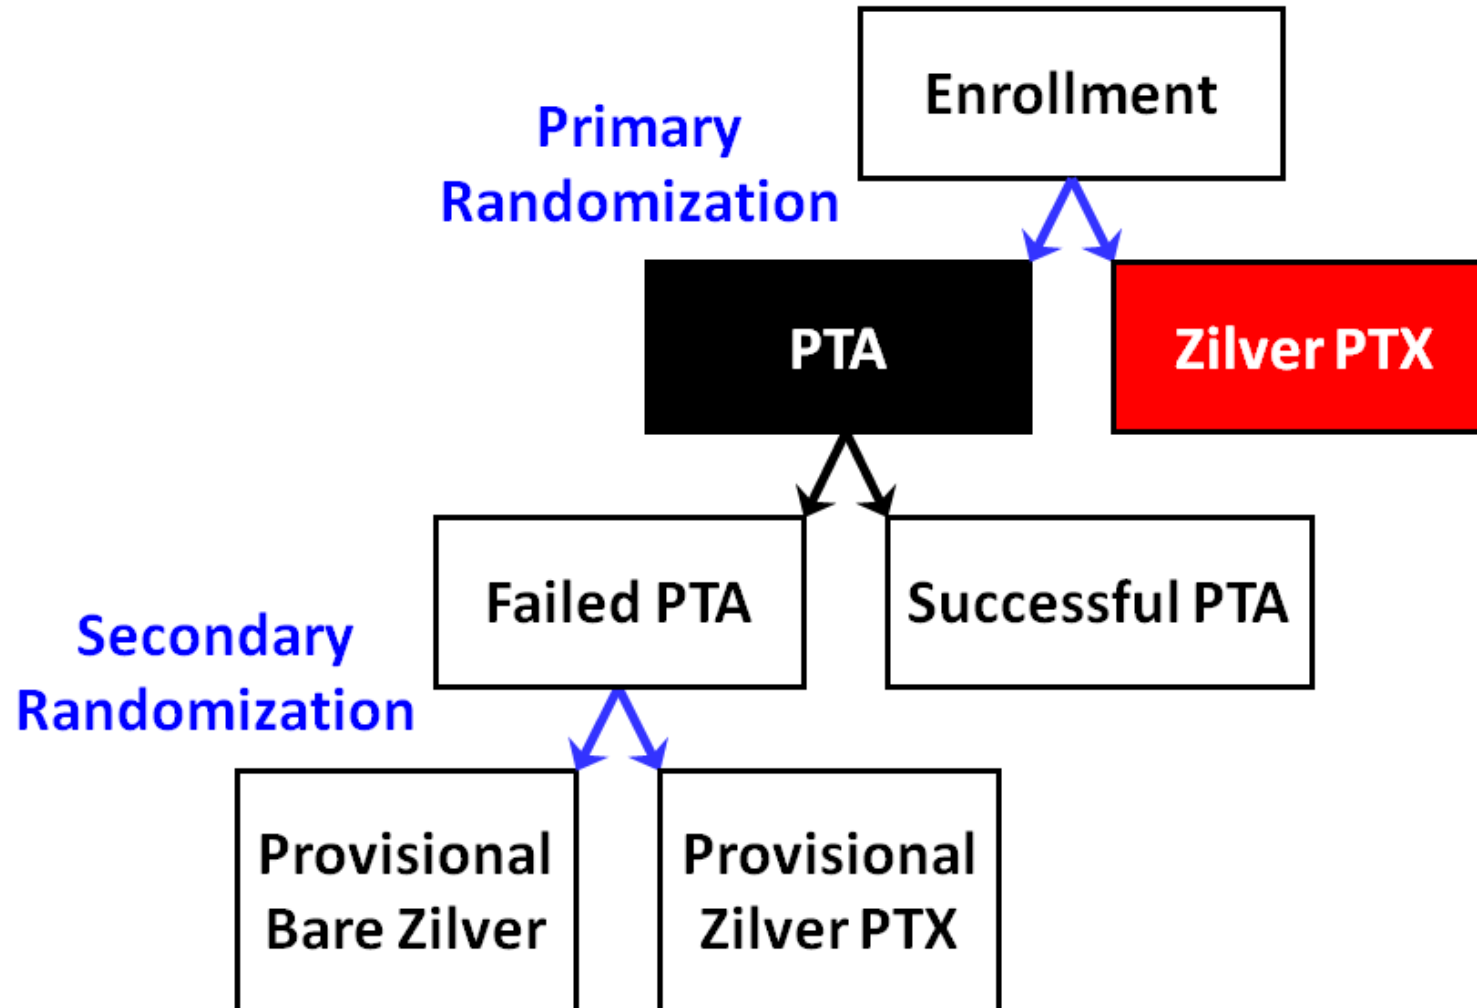 Enrollment
Primary
Randomization
PTA
Zilver PTX
Failed PTA
Successful PTA
Secondary
Randomization
Provisional
Bare Zilver
Provisional
Zilver PTX